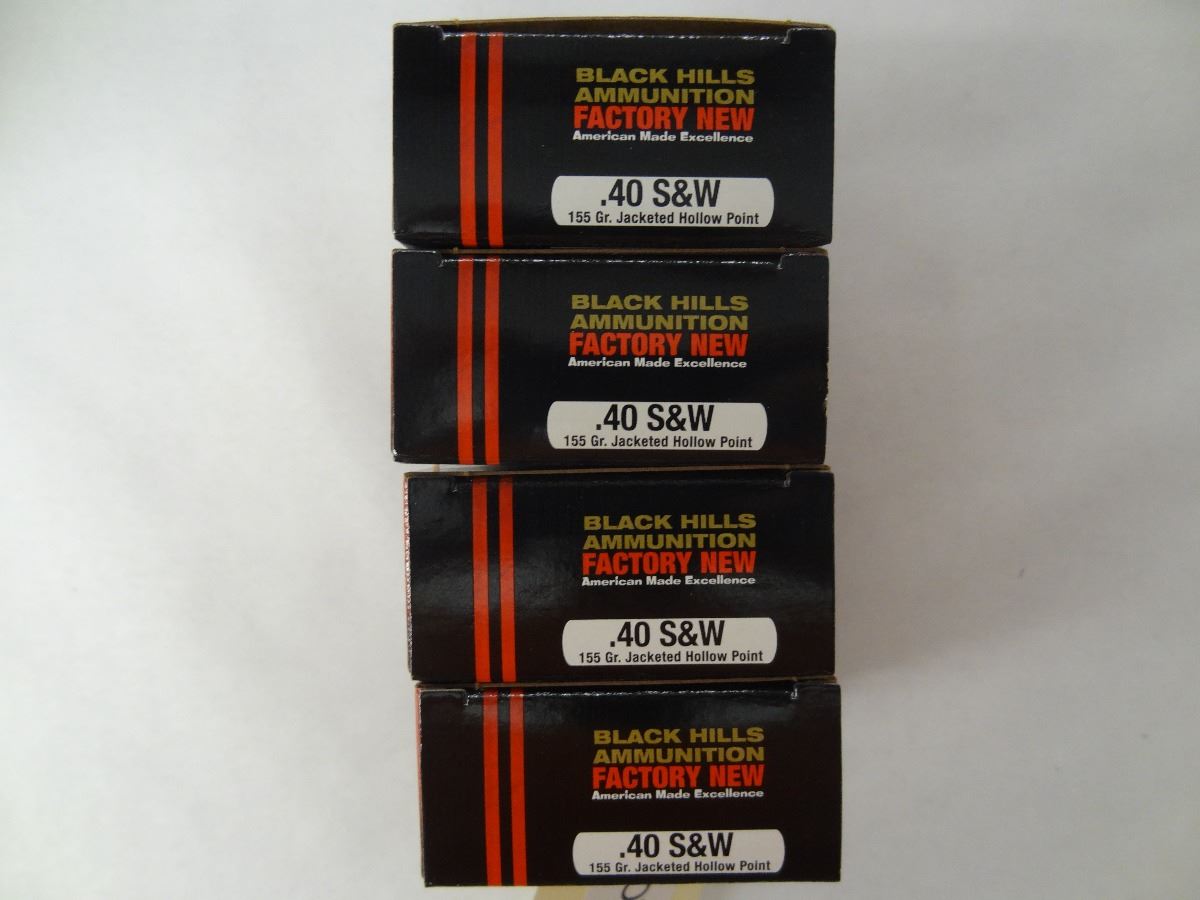 BLACK HILLS
AMMUNITION
FACTORY NEW
American Made Excellence
.40 S&W
155 Gr. Jacketed Hollow Point
BLACK HILLS
AMMUNITION
FACTORY NEW
American Made Excellence
.40 S&W
155 Gr. Jacketed Hollow Point
BLACK HILLS
AMMUNITION
FACTORY NEW
American Made Excellence
.40 S&W
155 Gr. Jacketed Hollow Point
BLACK HILLS
AMMUNITION
FACTORY NEW
American Made Excellence
.40 S&W
155 Gr. Jacketed Hollow Point